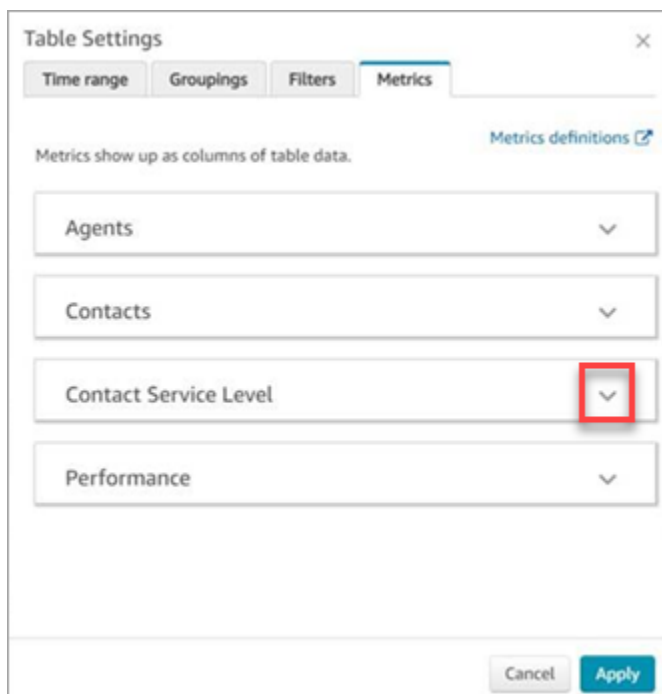 Table Settings
Time range Groupings Filters Metrics
Metrics definitions
Metrics show up as columns of table data.
Agents
Contacts
Contact Service Level
Performance
Cancel Apply